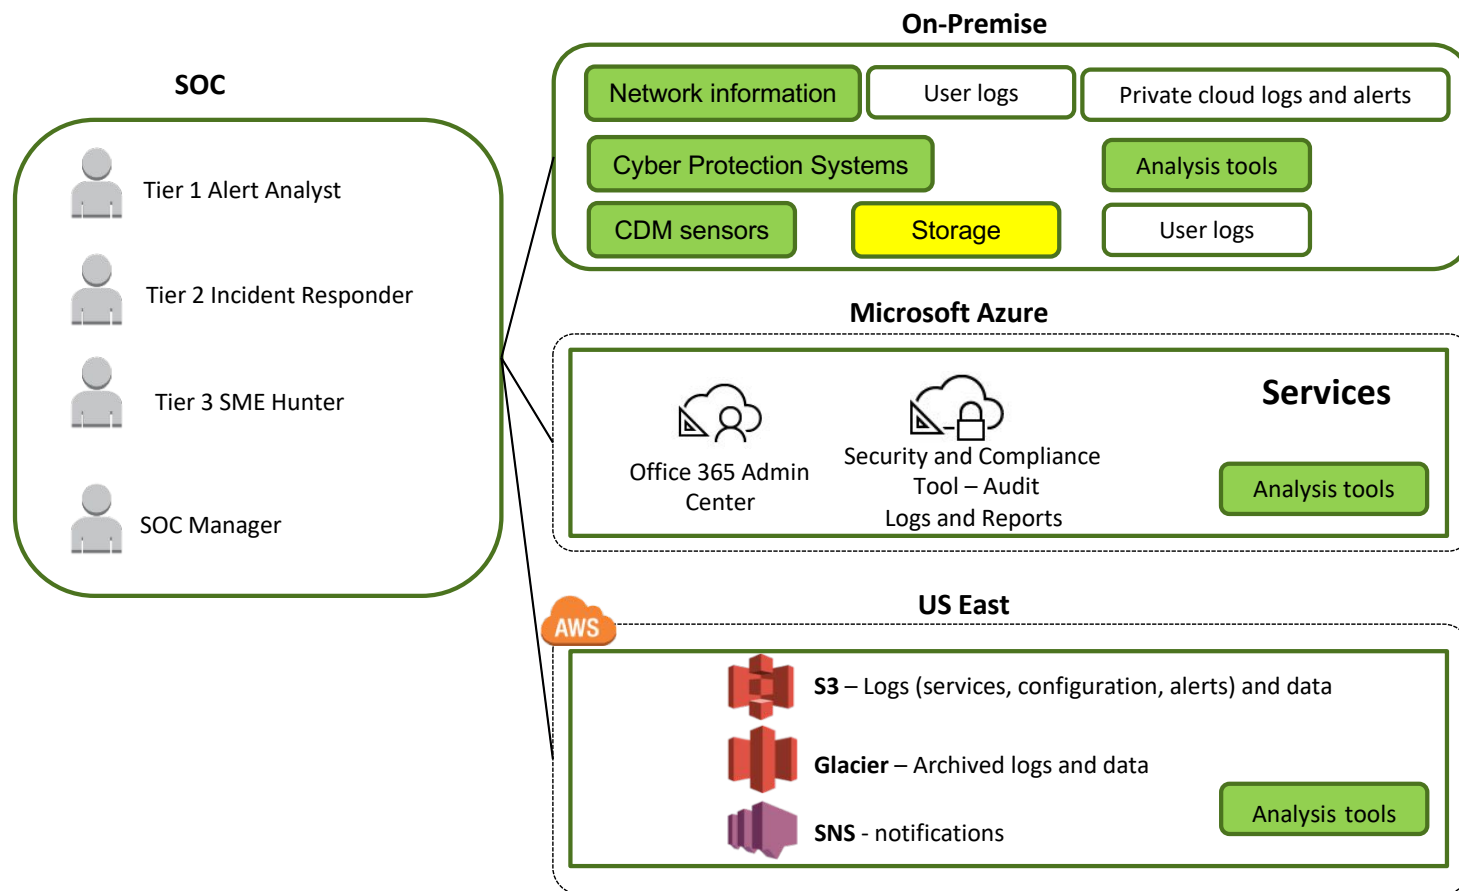 On-Premise
SOC
Network information
User logs
Private cloud logs and alerts
Cyber Protection Systems
Analysis tools
CDM sensors
Storage
User logs
Tier 1 Alert Analyst
Tier 2 Incident Responder
Tier 3 SME Hunter
SOC Manager
Microsoft Azure
Services
Office 365 Admin
Center
Security and Compliance
Tool – Audit
Logs and Reports
Analysis tools
US East
AWS
S3 – Logs (services, configuration, alerts) and data
Glacier – Archived logs and data
SNS - notifications
Analysis tools